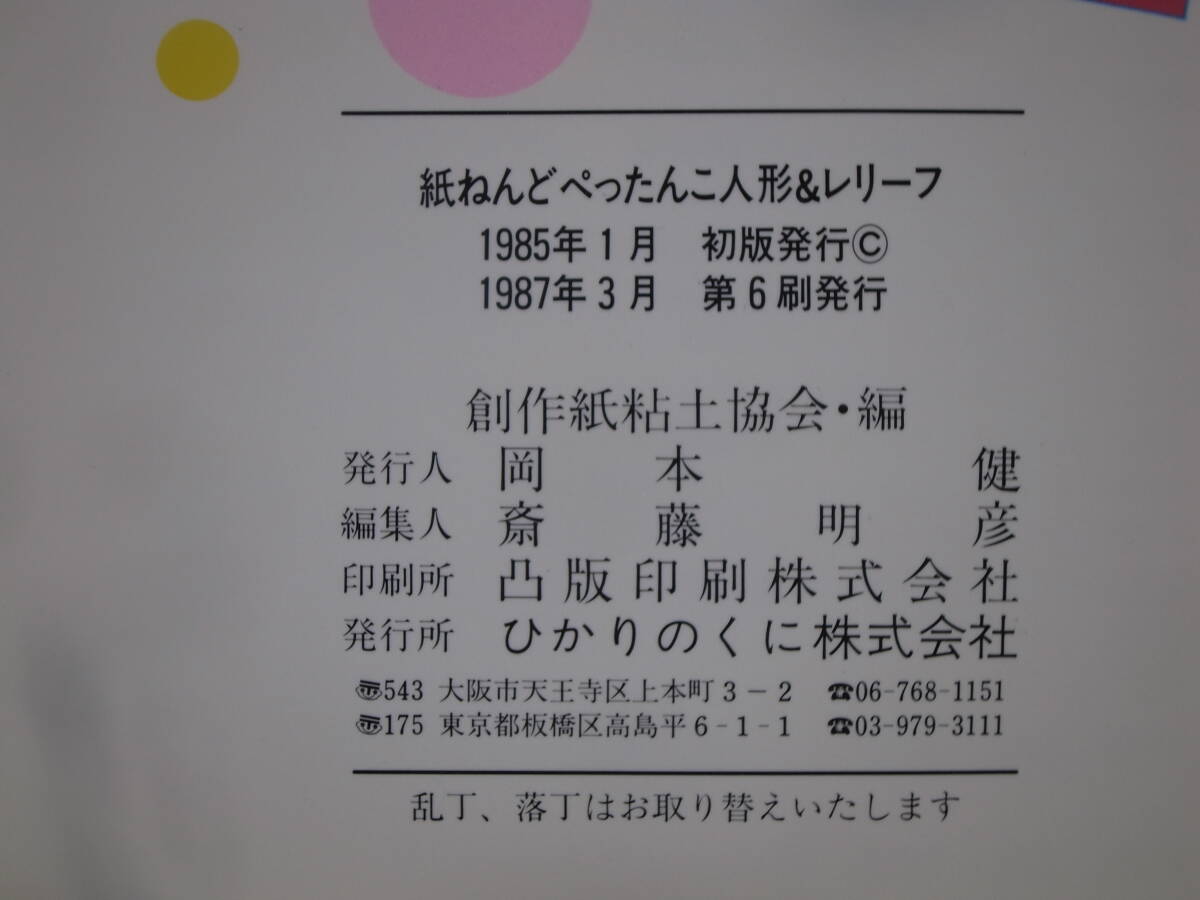 紙ねんどぺったんこ人形&レリーフ
1985年1月　初版発行©
1987年3月　第6刷発行
創作紙粘土協会・編
発行人　岡本　健
編集人　斎藤明彦
印刷所　凸版印刷株式会社
発行所　ひかりのくに株式会社
〠543 大阪市天王寺区上本町3-2 ☎06-768-1151
〠175 東京都板橋区高島平6-1-1 ☎03-979-3111
乱丁、落丁はお取り替えいたします